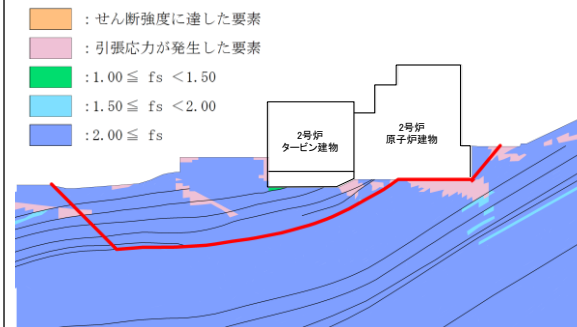 ：せん断強度に達した要素
：引張応力が発生した要素
：1.00≦ fs ＜1.50
：1.50≦ fs ＜2.00
：2.00≦ fs
2号炉
タービン建物
2号炉
原子炉建物